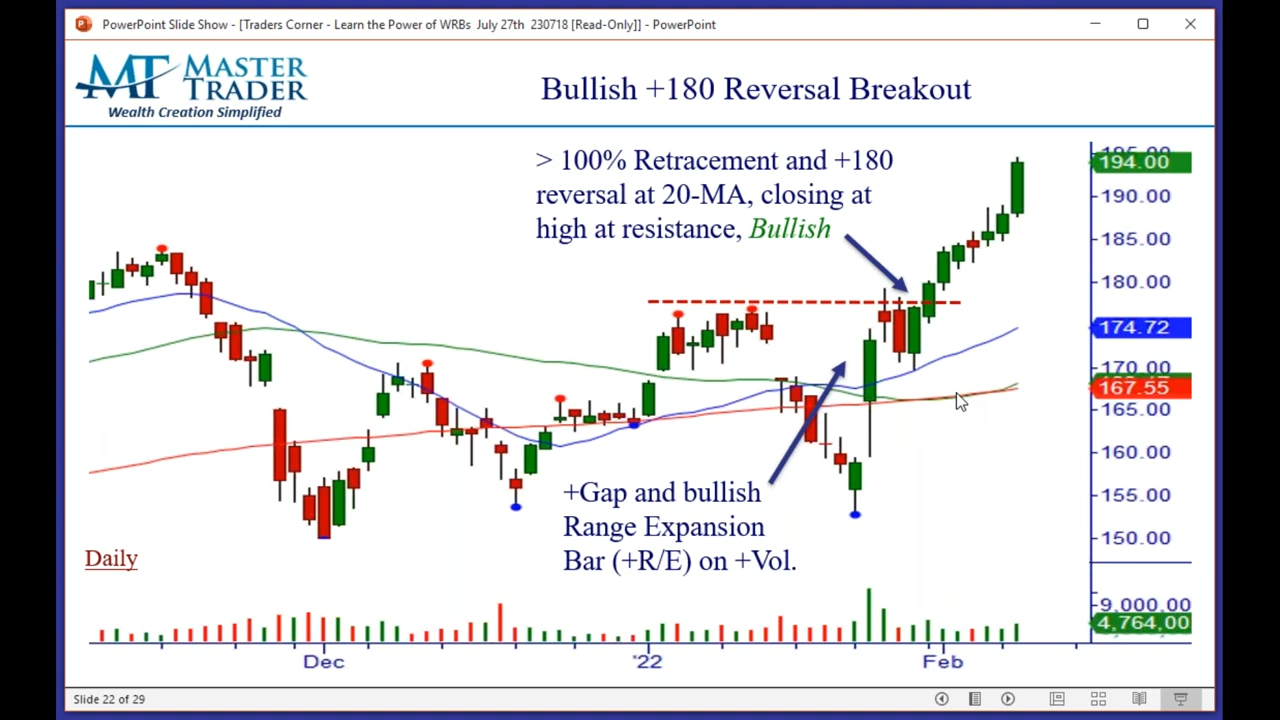 PowerPoint Slide Show - [Traders Corner - Learn the Power of WRBs July 27th 230718 [Read-Only]] - PowerPoint
MT MASTER TRADER
Wealth Creation Simplified
Bullish +180 Reversal Breakout
> 100% Retracement and +180
reversal at 20-MA, closing at
high at resistance, Bullish
194.00
190.00
185.00
180.00
174.72
170.00
167.55
165.00
160.00
155.00
150.00
+Gap and bullish
Range Expansion
Bar (+R/E) on +Vol.
Daily
9,000,00
4,764,00
Dec
'22
Feb
Slide 22 of 29